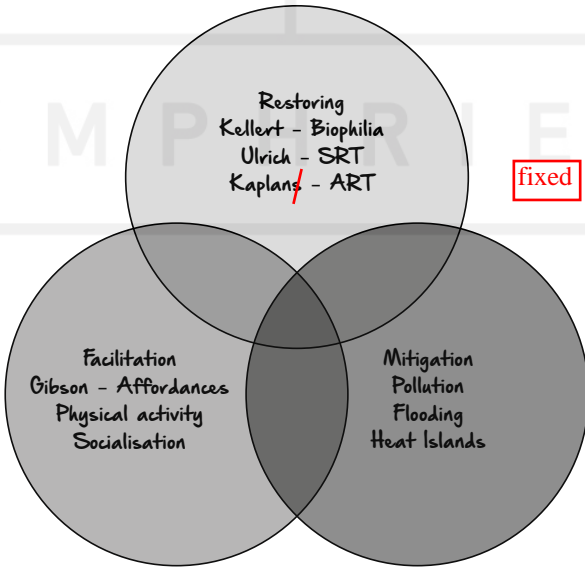 M P H R I E
Restoring
Kellert - Biophilia
Ulrich - SRT
Kaplans - ART
fixed
Facilitation
Gibson - Affordances
Physical activity
Socialisation
Mitigation
Pollution
Flooding
Heat Islands